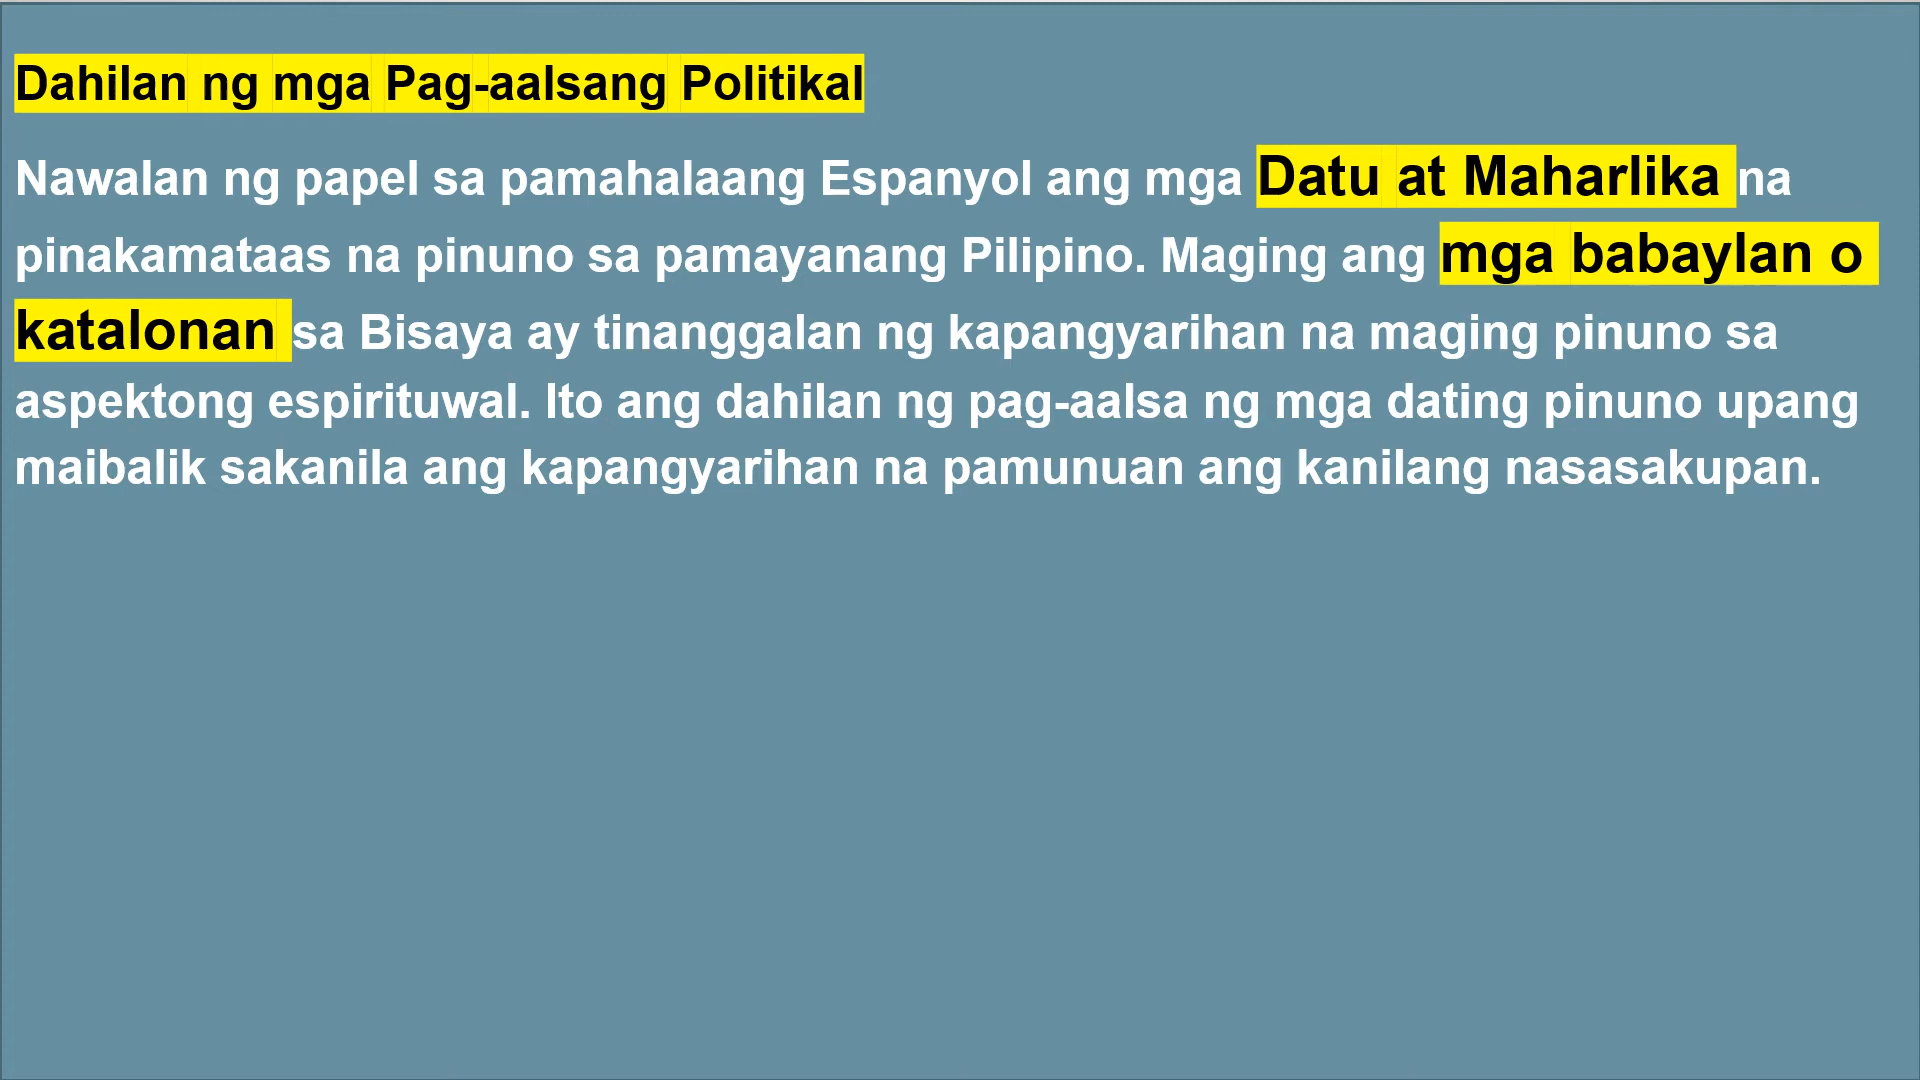 Dahilan ng mga Pag-aalsang Politikal
Nawalan ng papel sa pamahalaang Espanyol ang mga Datu at Maharlika na
pinakamataas na pinuno sa pamayanang Pilipino. Maging ang mga babaylan o
katalonan sa Bisaya ay tinanggalan ng kapangyarihan na maging pinuno sa
aspektong espirituwal. Ito ang dahilan ng pag-aalsa ng mga dating pinuno upang
maibalik sakanila ang kapangyarihan na pamunuan ang kanilang nasasakupan.